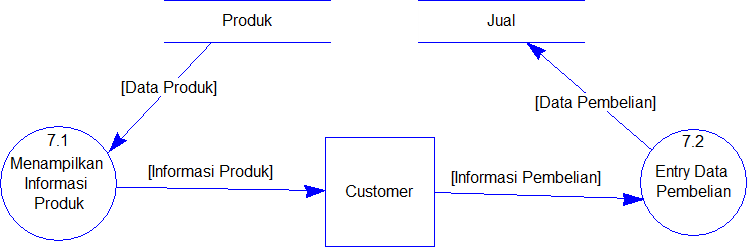 Produk
Jual
[Data Produk]
[Data Pembelian]
7.1
Menampilkan
Informasi
Produk
[Informasi Produk]
Customer
[Informasi Pembelian]
7.2
Entry Data
Pembelian